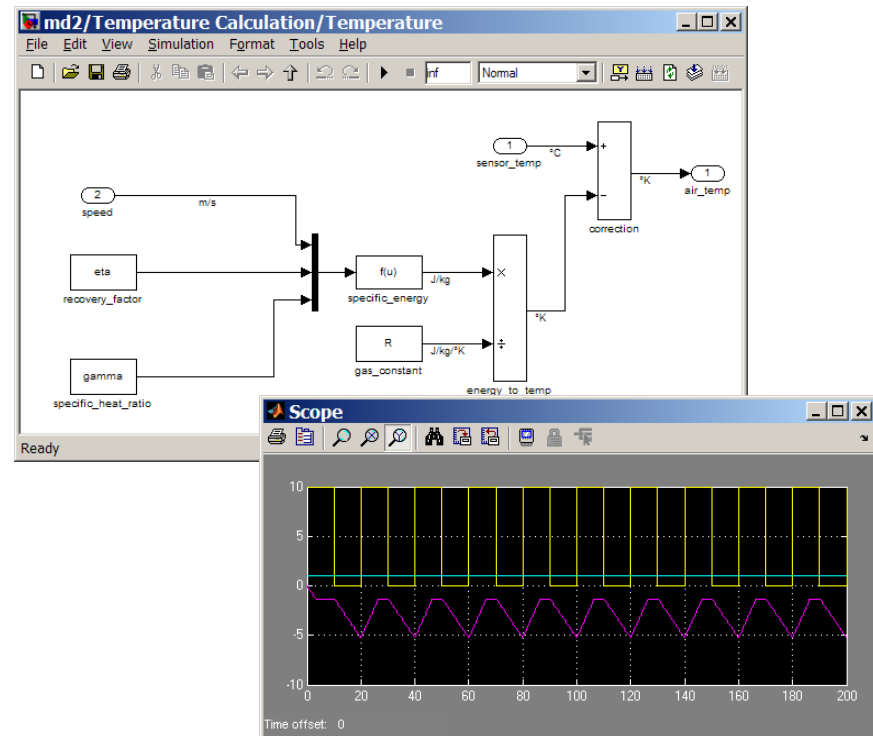 md2/Temperature Calculation/Temperature
File Edit View Simulation Format Tools Help
inf Normal
1
sensor_temp
°C
+
−
°K
correction
1
air_temp
2
speed
m/s
eta
recovery_factor
gamma
specific_heat_ratio
f(u)
specific_energy
J/kg
R
gas_constant
J/kg/°K
×
÷
°K
energy_to_temp
Ready
Scope
10
5
0
-5
-10
0 20 40 60 80 100 120 140 160 180 200
Time offset: 0